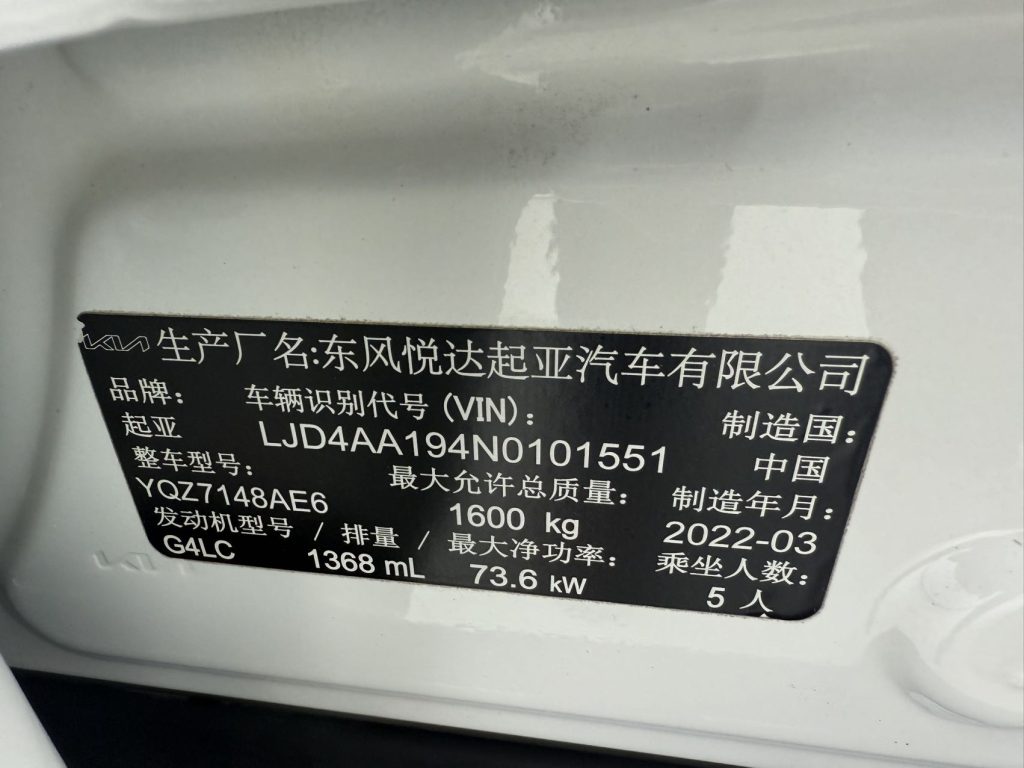 KIA 生产厂名:东风悦达起亚汽车有限公司
品牌: 车辆识别代号 (VIN): 制造国:
起亚 LJD4AA194N0101551 中国
整车型号: 最大允许总质量: 制造年月:
YQZ7148AE6 1600 kg 2022-03
发动机型号 / 排量 / 最大净功率: 乘坐人数:
G4LC 1368 mL 73.6 kW 5 人